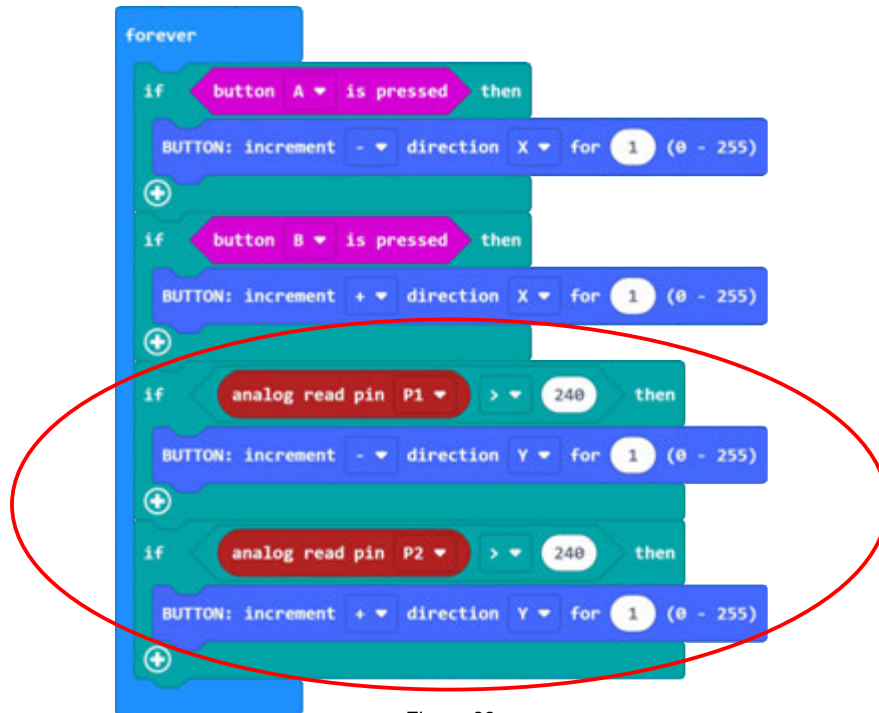 forever
if button A is pressed then
BUTTON: increment - direction X for 1 (0 - 255)
if button B is pressed then
BUTTON: increment + direction X for 1 (0 - 255)
if analog read pin P1 > 240 then
BUTTON: increment - direction Y for 1 (0 - 255)
if analog read pin P2 > 240 then
BUTTON: increment + direction Y for 1 (0 - 255)